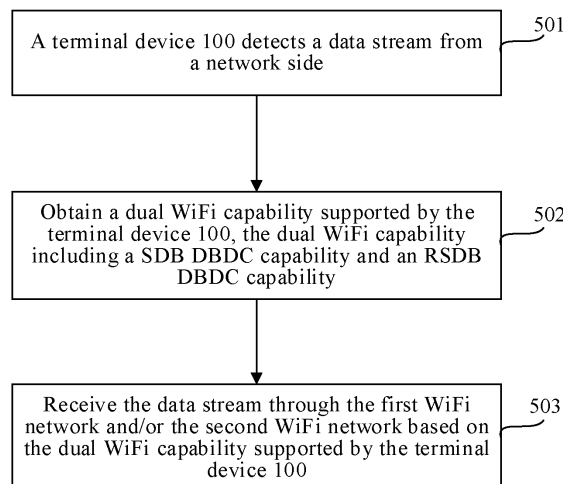 A terminal device 100 detects a data stream from
a network side
501
Obtain a dual WiFi capability supported by the
terminal device 100, the dual WiFi capability
including a SDB DBDC capability and an RSDB
DBDC capability
502
Receive the data stream through the first WiFi
network and/or the second WiFi network based on
the dual WiFi capability supported by the terminal
device 100
503